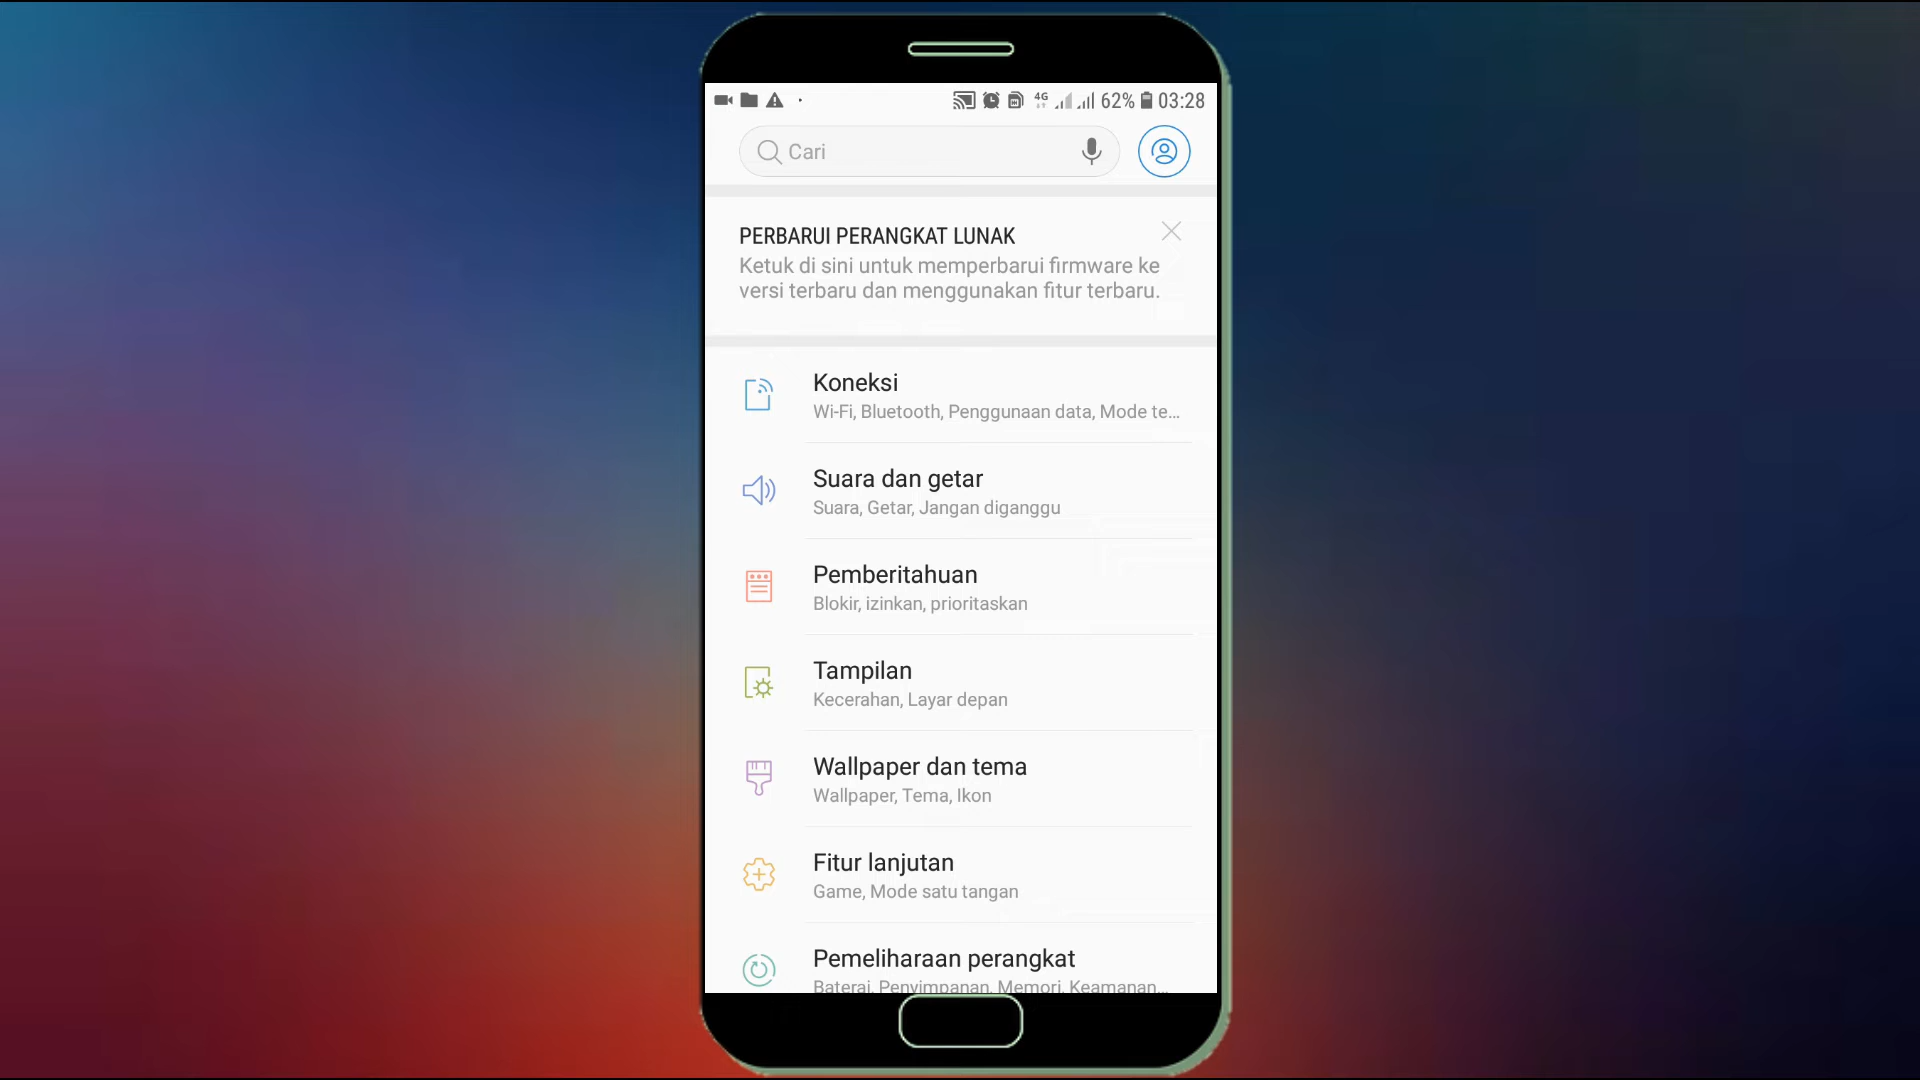 4G 62% 03:28
Cari
PERBARUI PERANGKAT LUNAK
Ketuk di sini untuk memperbarui firmware ke
versi terbaru dan menggunakan fitur terbaru.
Koneksi
Wi-Fi, Bluetooth, Penggunaan data, Mode te...
Suara dan getar
Suara, Getar, Jangan diganggu
Pemberitahuan
Blokir, izinkan, prioritaskan
Tampilan
Kecerahan, Layar depan
Wallpaper dan tema
Wallpaper, Tema, Ikon
Fitur lanjutan
Game, Mode satu tangan
Pemeliharaan perangkat
Baterai, Penyimpanan, Memori, Keamanan...